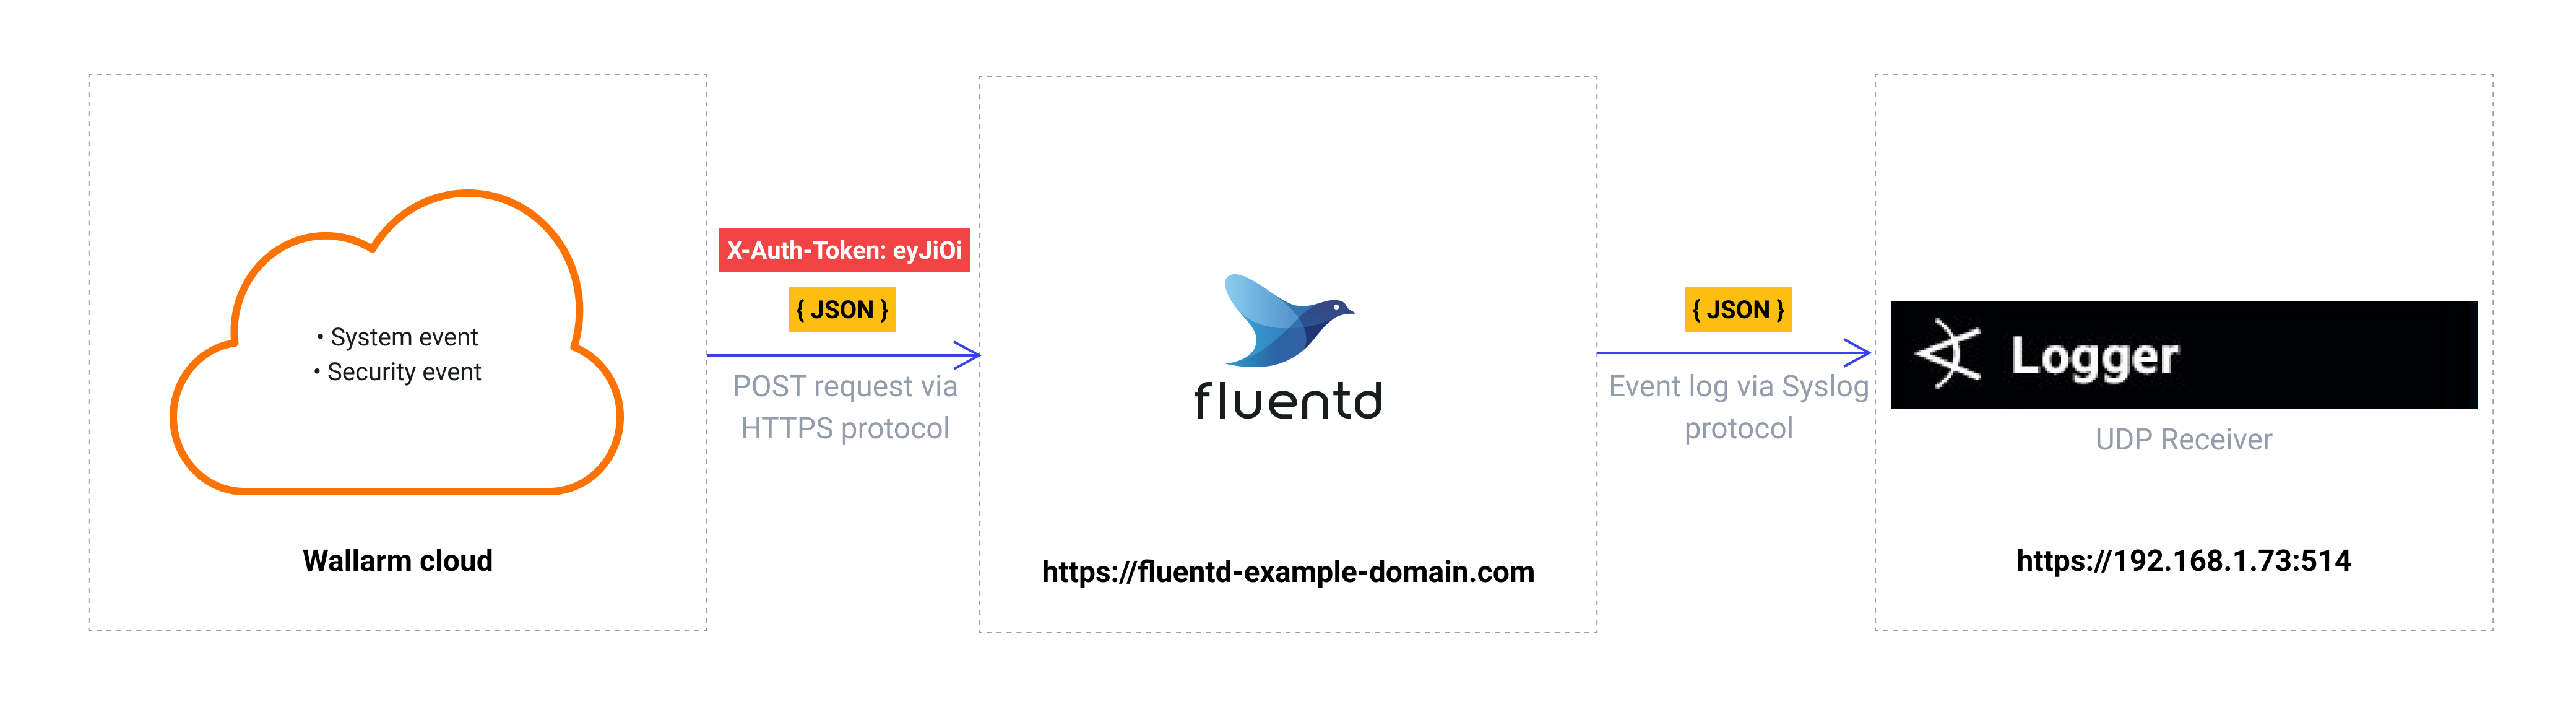 • System event
• Security event
Wallarm cloud
X-Auth-Token: eyJiOi
{ JSON }
POST request via
HTTPS protocol
fluentd
https://fluentd-example-domain.com
{ JSON }
Event log via Syslog
protocol
Logger
UDP Receiver
https://192.168.1.73:514